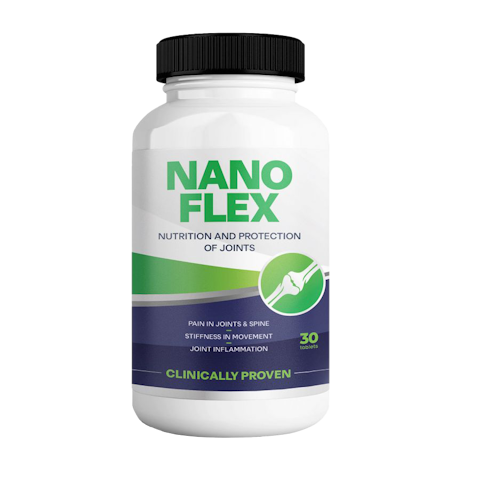 NANO
FLEX
NUTRITION AND PROTECTION
OF JOINTS
PAIN IN JOINTS & SPINE
STIFFNESS IN MOVEMENT
JOINT INFLAMMATION
30
tablets
CLINICALLY PROVEN